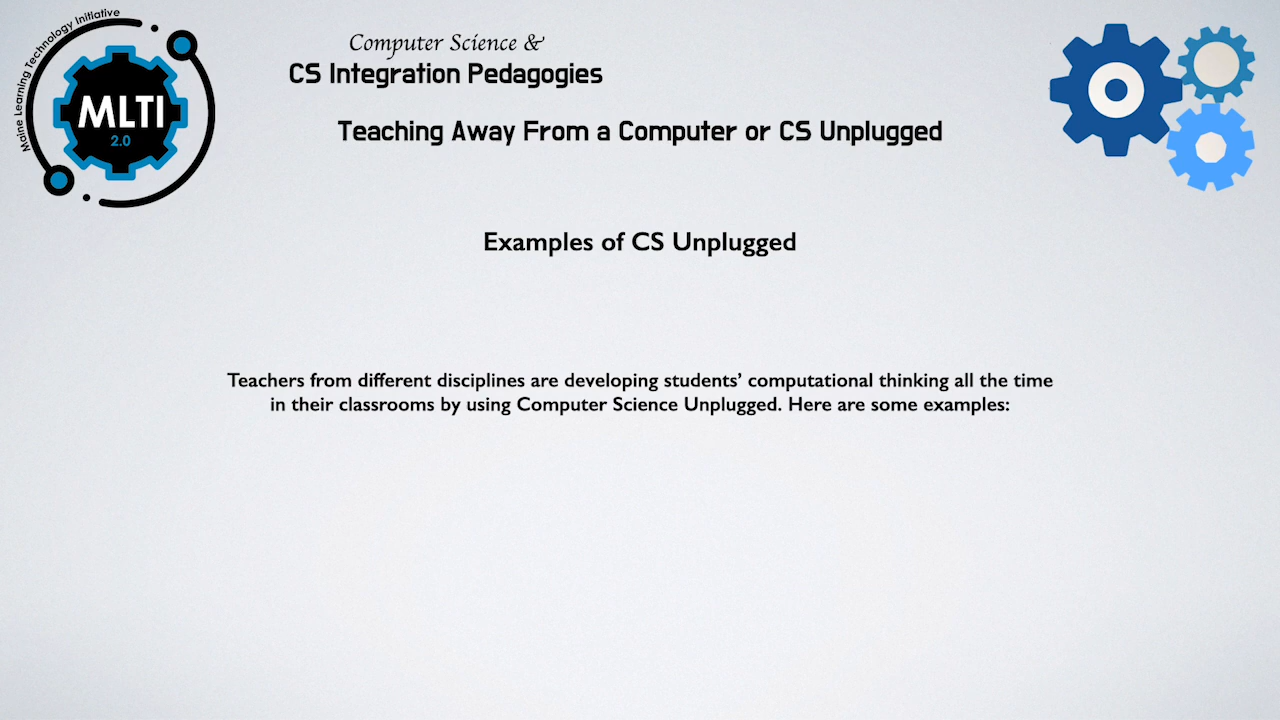 Maine Learning Technology Initiative
MLTI
2.0
Computer Science &
CS Integration Pedagogies
Teaching Away From a Computer or CS Unplugged
Examples of CS Unplugged
Teachers from different disciplines are developing students’ computational thinking all the time
in their classrooms by using Computer Science Unplugged. Here are some examples: